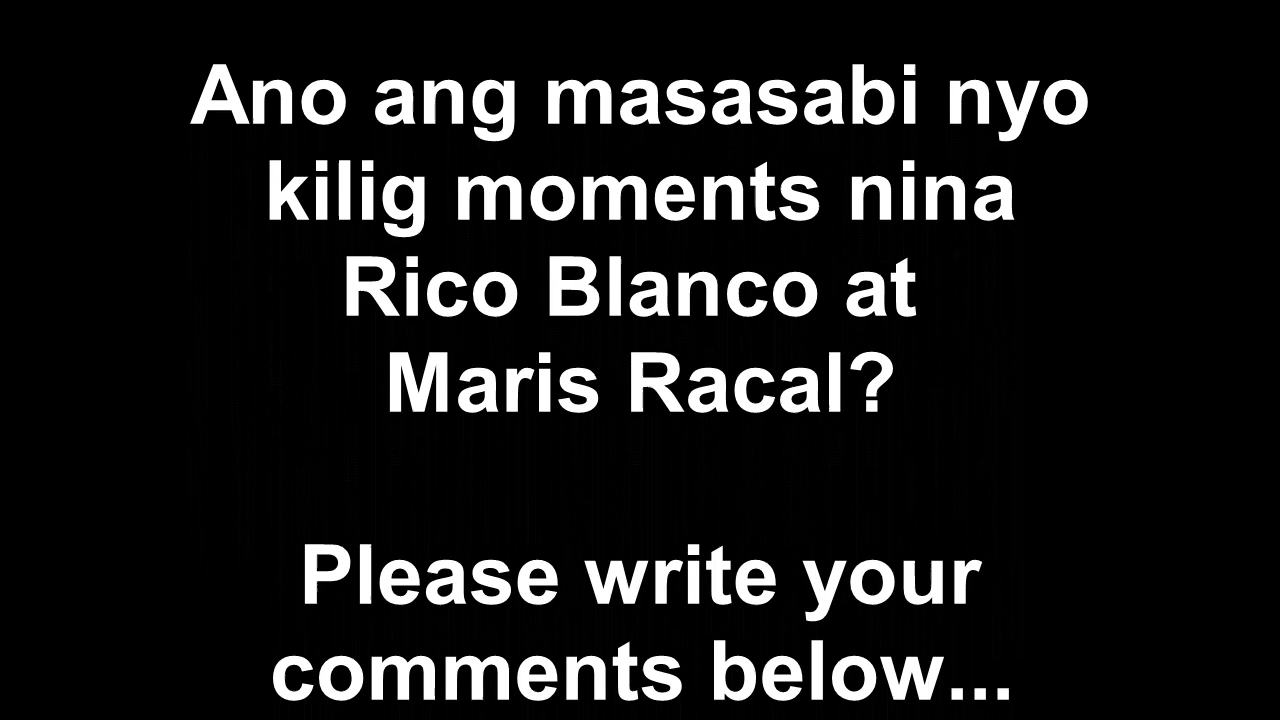 Ano ang masasabi nyo
kilig moments nina
Rico Blanco at
Maris Racal?
Please write your
comments below...